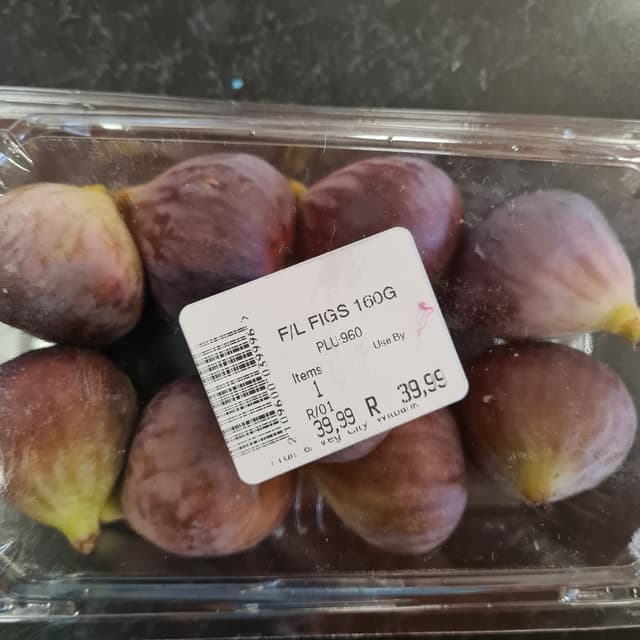 F/L FIGS 160G
PLU-960
Use By
Items
1
R/01
39,99 R 39,99